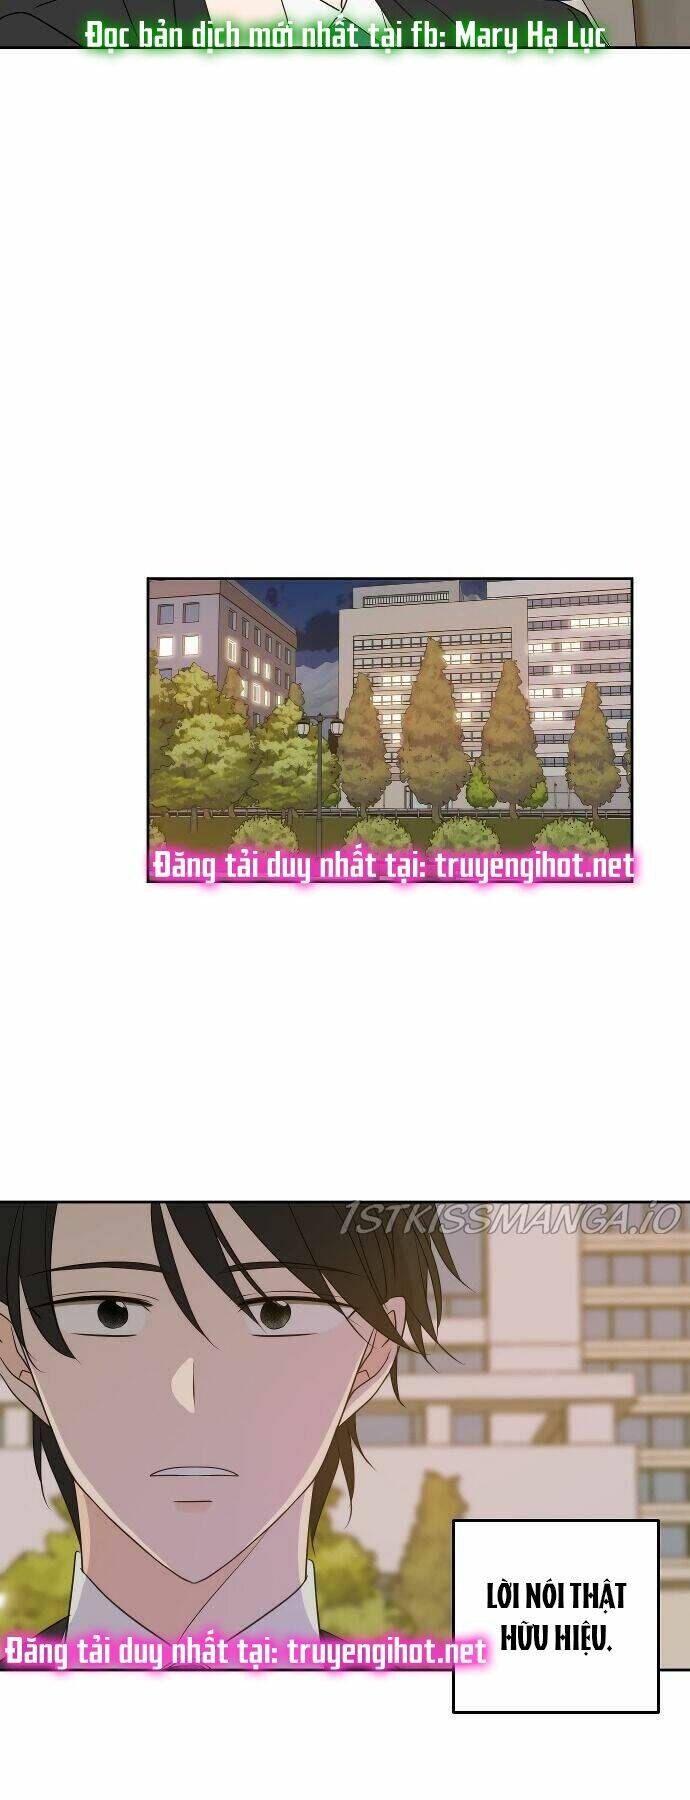 Đọc bản dịch mới nhất tại fb: Mary Hạ Lục
Đăng tải duy nhất tại: truyengihot.net
1STKISSMANGA.io
LỜI NÓI THẬT
HỮU HIỆU.
Đăng tải duy nhất tại: truyengihot.net